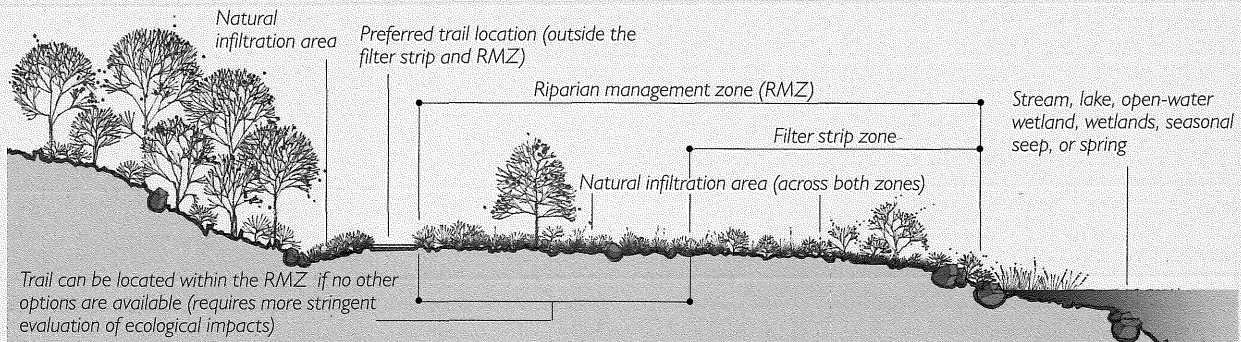 Natural
infiltration area
Preferred trail location (outside the
filter strip and RMZ)
Riparian management zone (RMZ)
Filter strip zone
Stream, lake, open-water
wetland, wetlands, seasonal
seep, or spring
Natural infiltration area (across both zones)
Trail can be located within the RMZ if no other
options are available (requires more stringent
evaluation of ecological impacts)